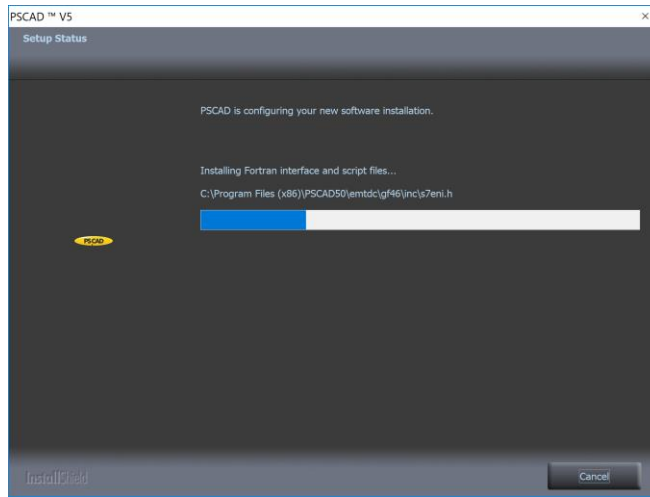 PSCAD ™ V5
Setup Status
PSCAD is configuring your new software installation.
Installing Fortran interface and script files...
C:\Program Files (x86)\PSCAD50\emtdc\gf46\inc\s7eni.h
PSCAD
InstallShield
Cancel